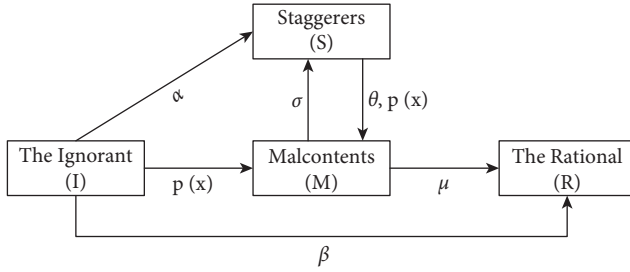 Staggerers
(S)
α
σ
θ, p (x)
The Ignorant
(I)
p (x)
Malcontents
(M)
μ
The Rational
(R)
β